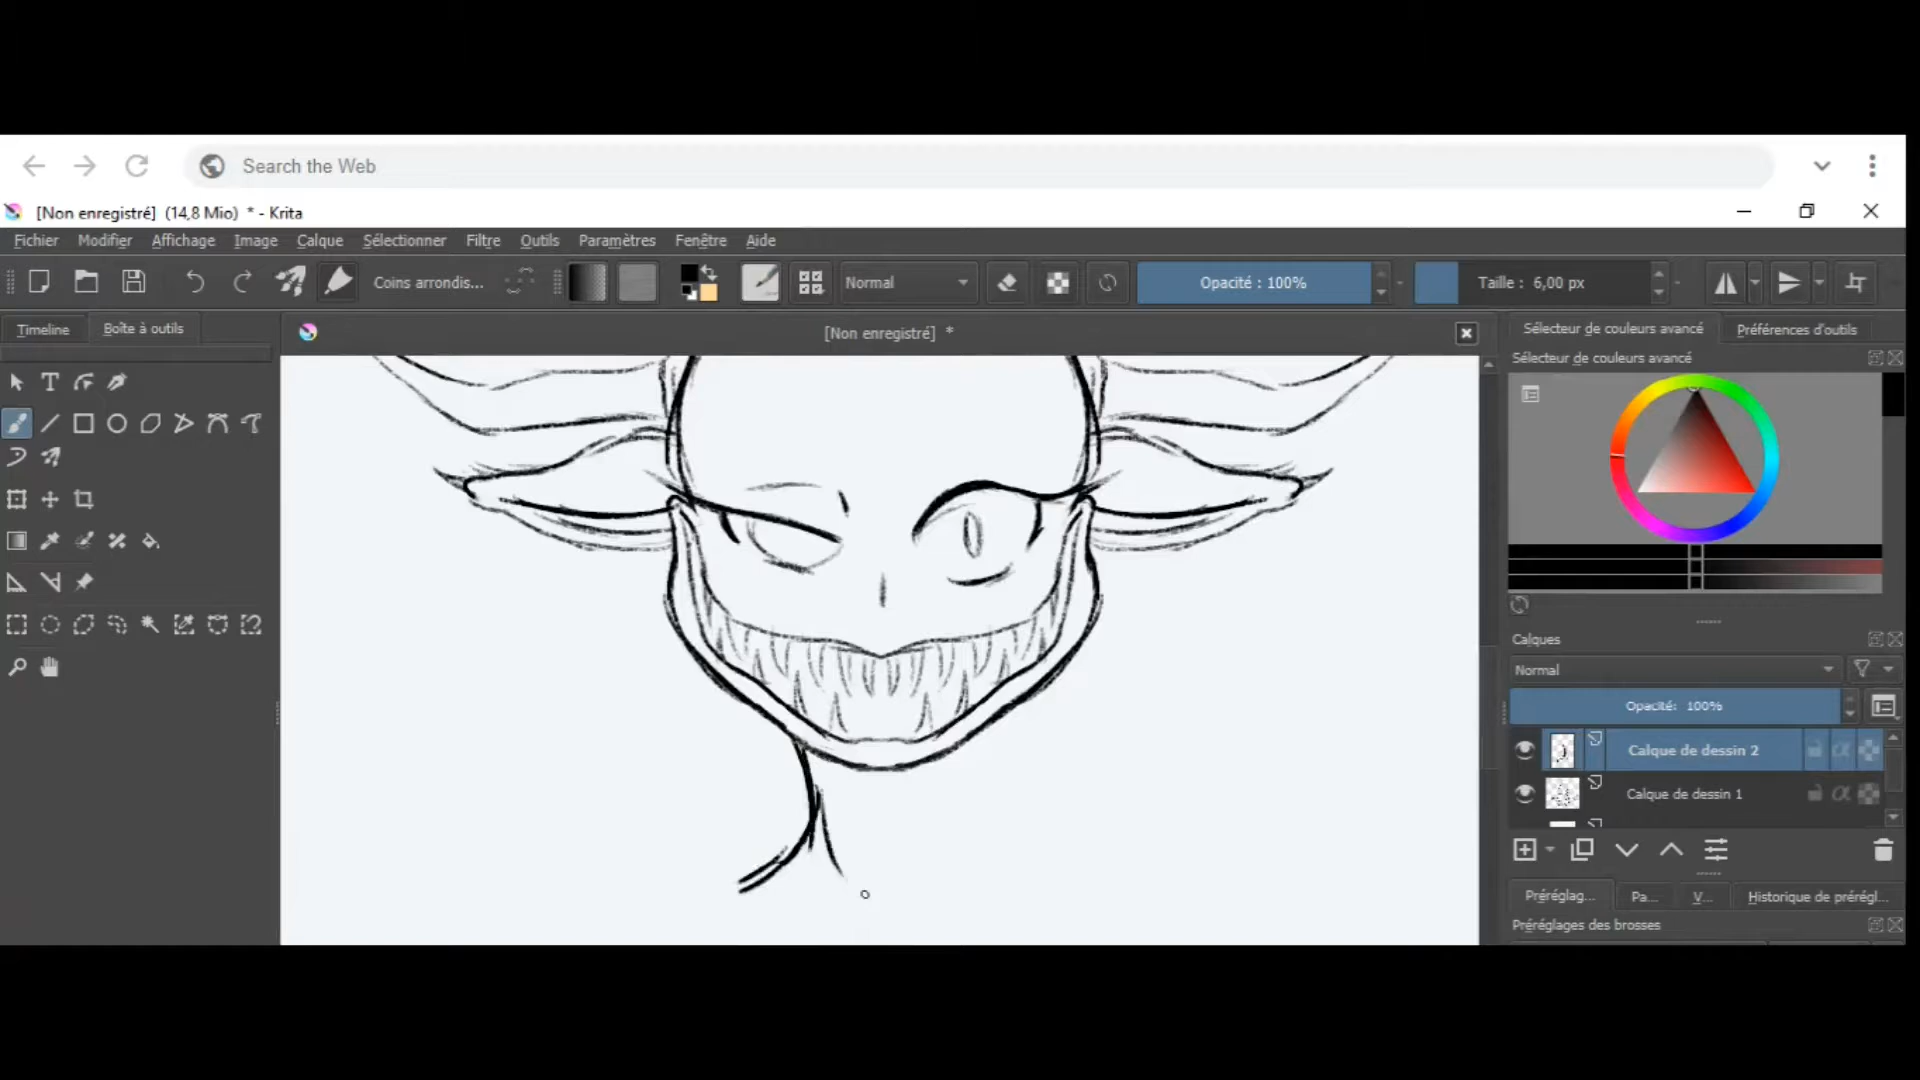 Search the Web
[Non enregistré] (14,8 Mio) * - Krita
Fichier Modifier Affichage Image Calque Sélectionner Filtre Outils Paramètres Fenêtre Aide
Coins arrondis... Normal Opacité : 100% Taille : 6,00 px
Timeline Boîte à outils
[Non enregistré] *
Sélecteur de couleurs avancé Préférences d'outils
Sélecteur de couleurs avancé
Calques
Normal
Opacité: 100%
Calque de dessin 2
Calque de dessin 1
Préréglag... Pa... V... Historique de prérégl...
Préréglages des brosses